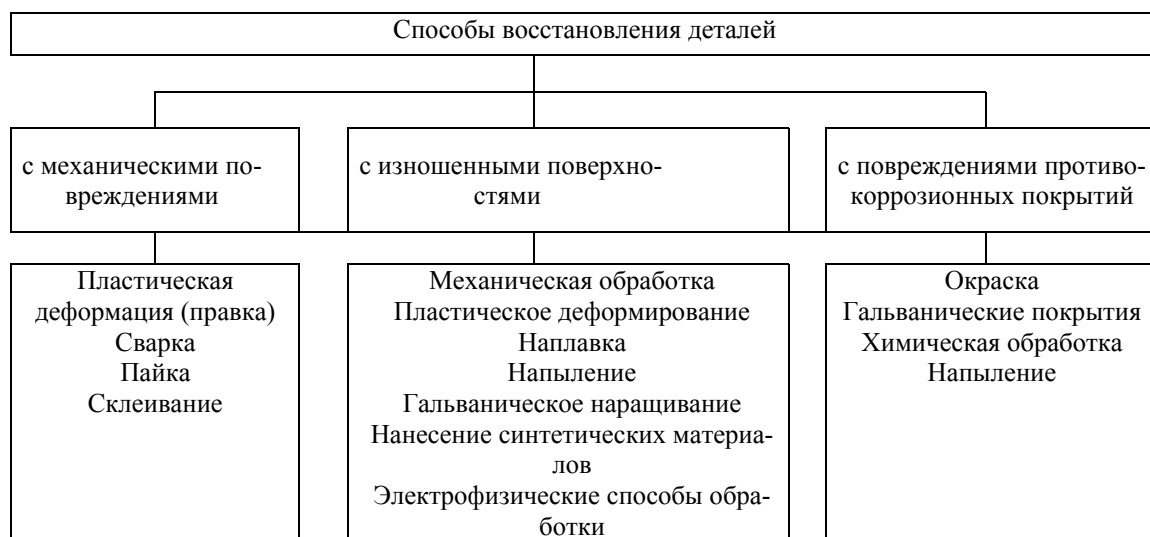 Способы восстановления деталей
с механическими по-
вреждениями
с изношенными поверхно-
стями
с повреждениями противо-
коррозионных покрытий
Пластическая
деформация (правка)
Сварка
Пайка
Склеивание
Механическая обработка
Пластическое деформирование
Наплавка
Напыление
Гальваническое наращивание
Нанесение синтетических материа-
лов
Электрофизические способы обра-
ботки
Окраска
Гальванические покрытия
Химическая обработка
Напыление